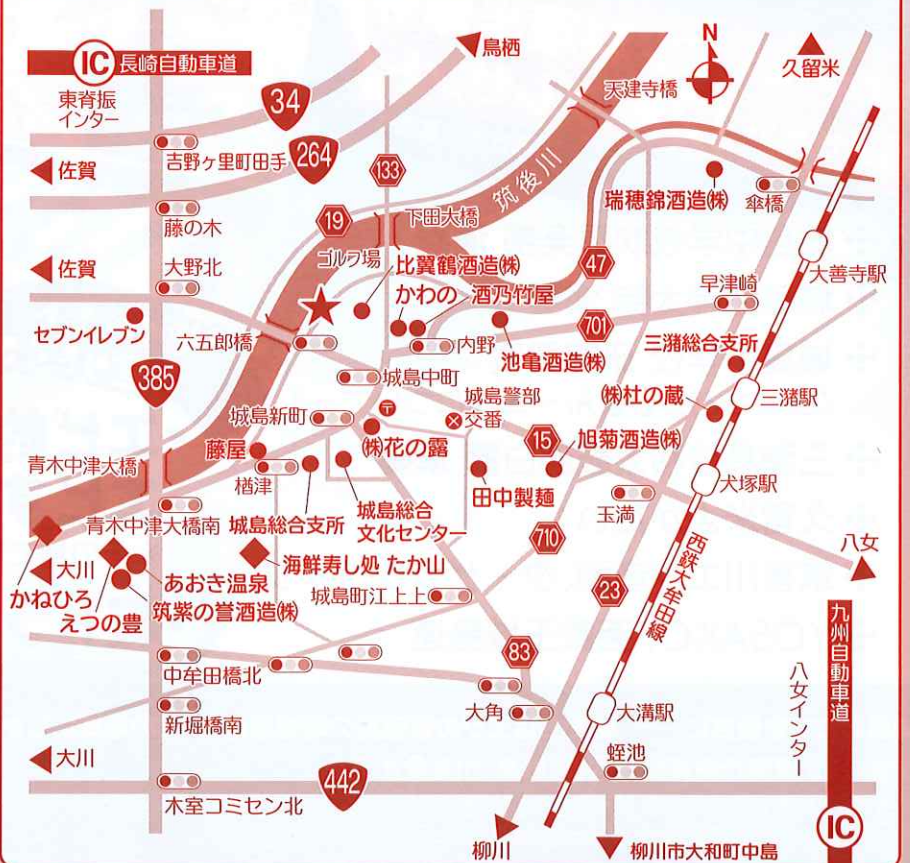 IC 長崎自動車道
東脊振
インター
34
鳥栖
N
久留米
天建寺橋
吉野ヶ里町田手
264
佐賀
133
筑後川
瑞穂錦酒造㈱
傘橋
藤の木
19
下田大橋
大善寺駅
佐賀
大野北
ゴルフ場
比翼鶴酒造㈱
47
早津崎
かわの
酒乃竹屋
セブンイレブン
六五郎橋
内野
池亀酒造㈱
701
三潴総合支所
385
城島中町
城島警部
交番
㈱杜の蔵
三潴駅
城島新町
〒
㈱花の露
15
旭菊酒造㈱
青木中津大橋
藤屋
楢津
田中製麺
犬塚駅
玉満
青木中津大橋南
城島総合支所
城島総合
文化センター
710
八女
大川
あおき温泉
海鮮寿し処 たか山
かねひろ
えつの豊
筑紫の誉酒造㈱
城島町江上上
23
西鉄大牟田線
九州自動車道
IC
八女インター
中牟田橋北
83
大角
大溝駅
新堀橋南
大川
蛭池
442
木室コミセン北
柳川
柳川市大和町中島